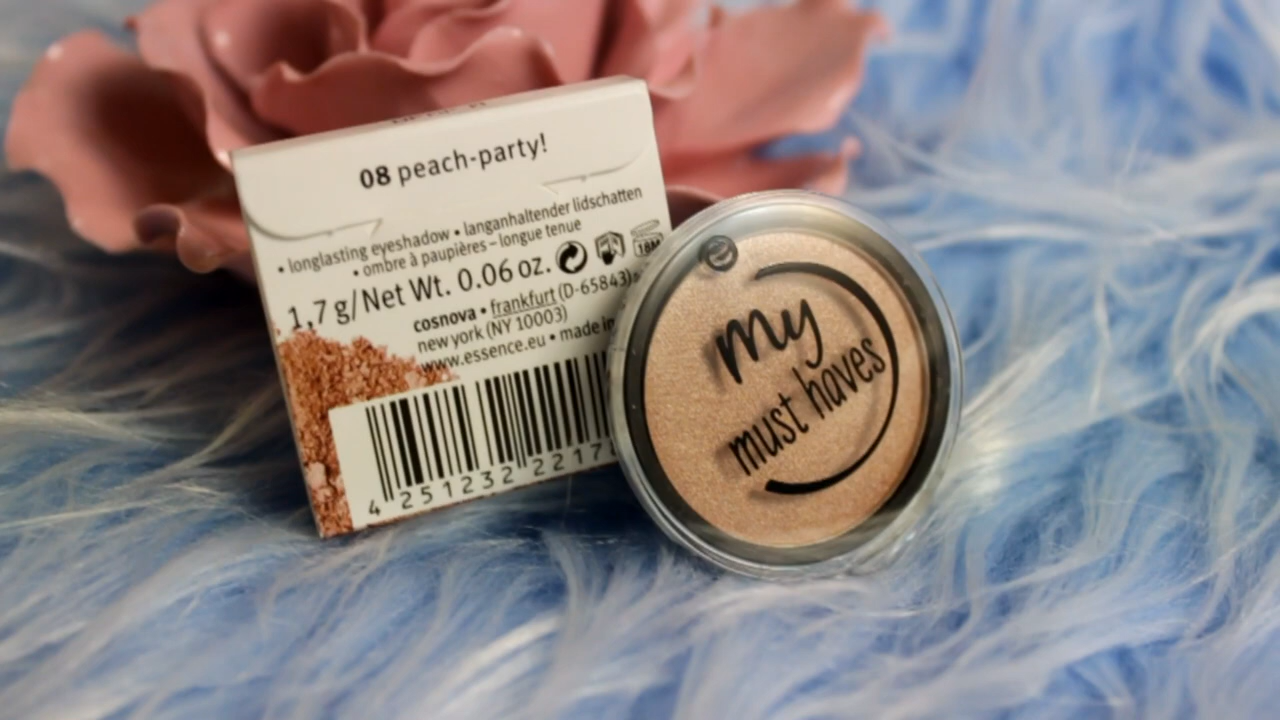 08 peach-party!
• longlasting eyeshadow • langanhaltender lidschatten
• ombre à paupières – longue tenue
1,7 g/Net Wt. 0.06 oz.
18M
cosnova • frankfurt (D-65843)
new york (NY 10003)
www.essence.eu • made in
4 251232 2217
my
must haves